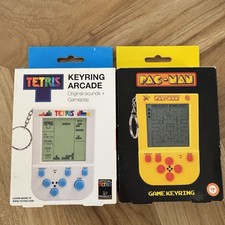 TETRIS
KEYRING
ARCADE
Original sounds +
Gameplay
TETRIS
PAC-MAN
PAC-MAN
GAME KEYRING